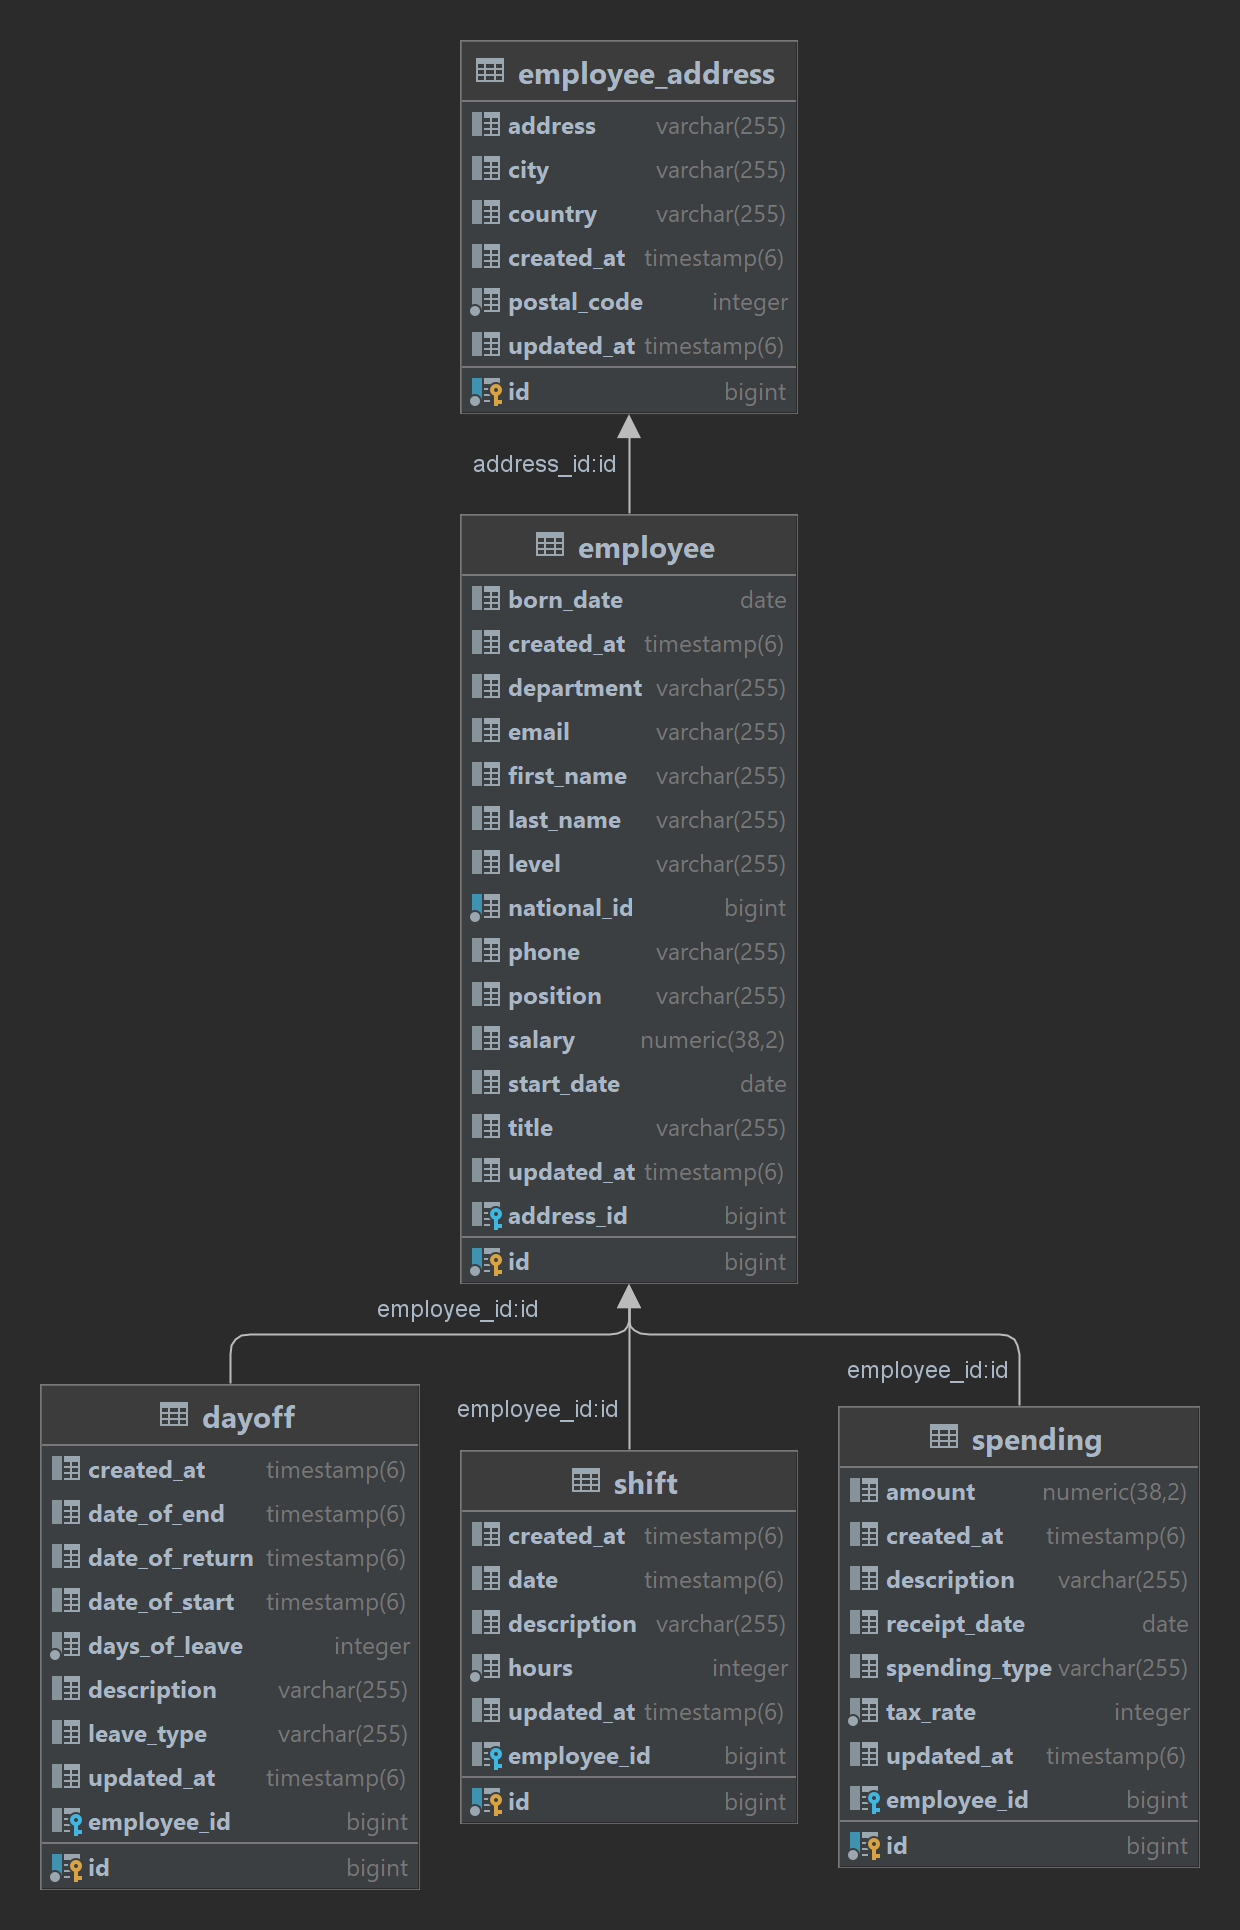 employee_address
address varchar(255)
city varchar(255)
country varchar(255)
created_at timestamp(6)
postal_code integer
updated_at timestamp(6)
id bigint
address_id:id
employee
born_date date
created_at timestamp(6)
department varchar(255)
email varchar(255)
first_name varchar(255)
last_name varchar(255)
level varchar(255)
national_id bigint
phone varchar(255)
position varchar(255)
salary numeric(38,2)
start_date date
title varchar(255)
updated_at timestamp(6)
address_id bigint
id bigint
employee_id:id
dayoff
created_at timestamp(6)
date_of_end timestamp(6)
date_of_return timestamp(6)
date_of_start timestamp(6)
days_of_leave integer
description varchar(255)
leave_type varchar(255)
updated_at timestamp(6)
employee_id bigint
id bigint
employee_id:id
shift
created_at timestamp(6)
date timestamp(6)
description varchar(255)
hours integer
updated_at timestamp(6)
employee_id bigint
id bigint
employee_id:id
spending
amount numeric(38,2)
created_at timestamp(6)
description varchar(255)
receipt_date date
spending_type varchar(255)
tax_rate integer
updated_at timestamp(6)
employee_id bigint
id bigint